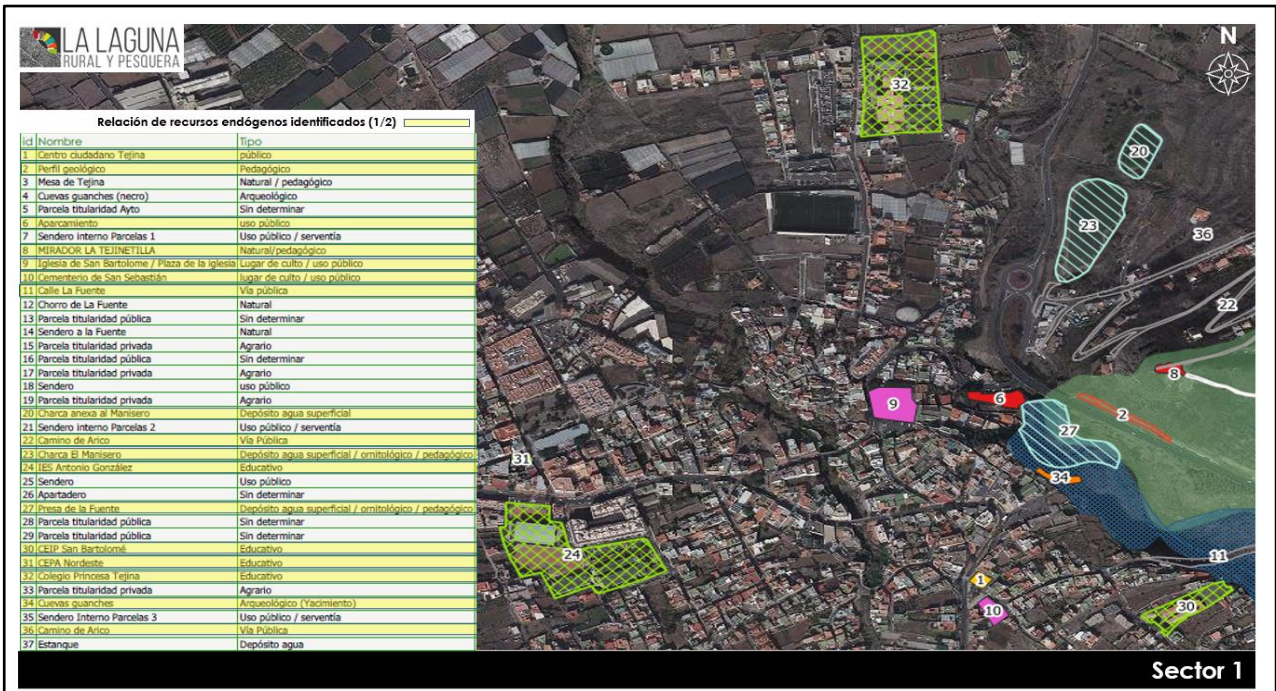 LA LAGUNA
RURAL Y PESQUERA
Relación de recursos endógenos identificados (1/2)
id Nombre Tipo
1 Centro ciudadano Tejina público
2 Perfil geológico Pedagógico
3 Mesa de Tejina Natural / pedagógico
4 Cuevas guanches (necro) Arqueológico
5 Parcela titularidad Ayto Sin determinar
6 Aparcamiento uso público
7 Sendero interno Parcelas 1 Uso público / serventía
8 MIRADOR LA TEJINETILLA Natural/pedagógico
9 Iglesia de San Bartolome / Plaza de la iglesia Lugar de culto / uso público
10 Cementerio de San Sebastián lugar de culto / uso público
11 Calle La Fuente Vía pública
12 Chorro de La Fuente Natural
13 Parcela titularidad pública Sin determinar
14 Sendero a la Fuente Natural
15 Parcela titularidad privada Agrario
16 Parcela titularidad pública Sin determinar
17 Parcela titularidad privada Agrario
18 Sendero uso público
19 Parcela titularidad privada Agrario
20 Charca anexa al Manisero Depósito agua superficial
21 Sendero interno Parcelas 2 Uso público / serventía
22 Camino de Arico Vía Pública
23 Charca El Manisero Depósito agua superficial / ornitológico / pedagógico
24 IES Antonio González Educativo
25 Sendero Uso público
26 Apartadero Sin determinar
27 Presa de la Fuente Depósito agua superficial / ornitológico / pedagógico
28 Parcela titularidad pública Sin determinar
29 Parcela titularidad pública Sin determinar
30 CEIP San Bartolomé Educativo
31 CEPA Nordeste Educativo
32 Colegio Princesa Tejina Educativo
33 Parcela titularidad privada Agrario
34 Cuevas guanches Arqueológico (Yacimiento)
35 Sendero Interno Parcelas 3 Uso público / serventía
36 Camino de Arico Vía Pública
37 Estanque Depósito agua
N
32
20
23
36
22
8
9
6
2
27
31
34
24
11
1
10
30
Sector 1